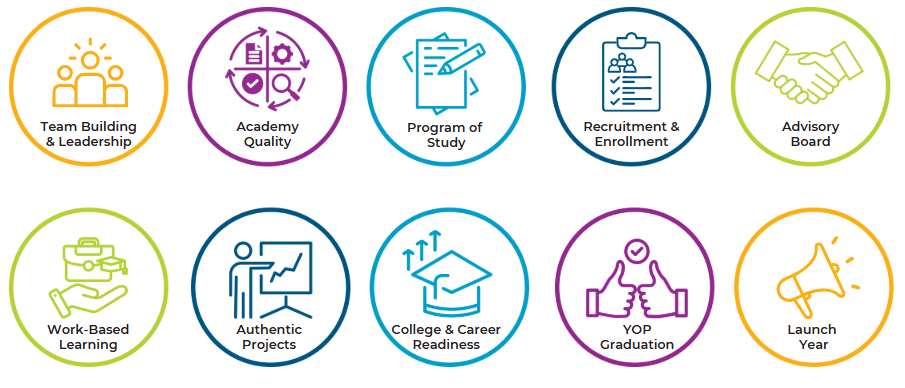 Team Building
& Leadership
Academy
Quality
Program of
Study
Recruitment &
Enrollment
Advisory
Board
Work-Based
Learning
Authentic
Projects
College & Career
Readiness
YOP
Graduation
Launch
Year